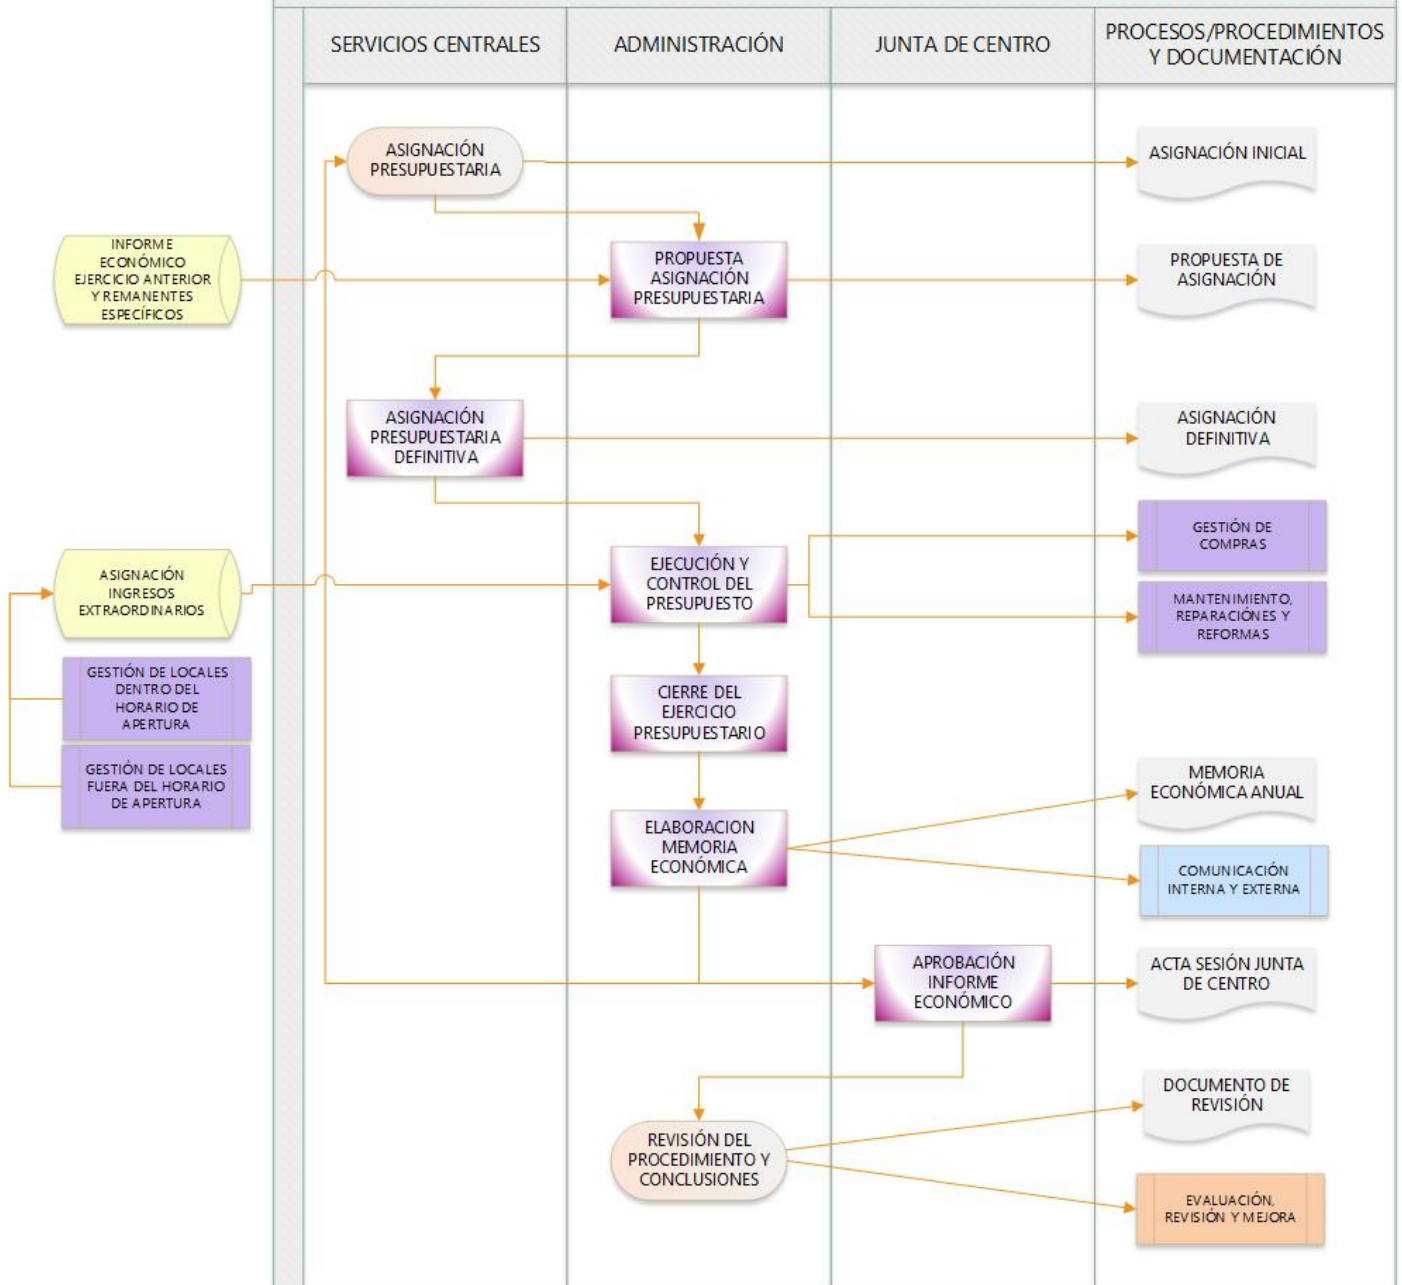 SERVICIOS CENTRALES
ADMINISTRACIÓN
JUNTA DE CENTRO
PROCESOS/PROCEDIMIENTOS
Y DOCUMENTACIÓN
ASIGNACIÓN
PRESUPUESTARIA
ASIGNACIÓN INICIAL
INFORME
ECONÓMICO
EJERCICIO ANTERIOR
Y REMANENTES
ESPECÍFICOS
PROPUESTA
ASIGNACIÓN
PRESUPUESTARIA
PROPUESTA DE
ASIGNACIÓN
ASIGNACIÓN
PRESUPUESTARIA
DEFINITIVA
ASIGNACIÓN
DEFINITIVA
ASIGNACIÓN
INGRESOS
EXTRAORDINARIOS
EJECUCIÓN Y
CONTROL DEL
PRESUPUESTO
GESTIÓN DE
COMPRAS
MANTENIMIENTO,
REPARACIÓNES Y
REFORMAS
GESTIÓN DE LOCALES
DENTRO DEL
HORARIO DE
APERTURA
CIERRE DEL
EJERCICIO
PRESUPUESTARIO
GESTIÓN DE LOCALES
FUERA DEL HORARIO
DE APERTURA
ELABORACION
MEMORIA
ECONÓMICA
MEMORIA
ECONÓMICA ANUAL
COMUNICACIÓN
INTERNA Y EXTERNA
APROBACIÓN
INFORME
ECONÓMICO
ACTA SESIÓN JUNTA
DE CENTRO
REVISIÓN DEL
PROCEDIMIENTO Y
CONCLUSIONES
DOCUMENTO DE
REVISIÓN
EVALUACIÓN,
REVISIÓN Y MEJORA